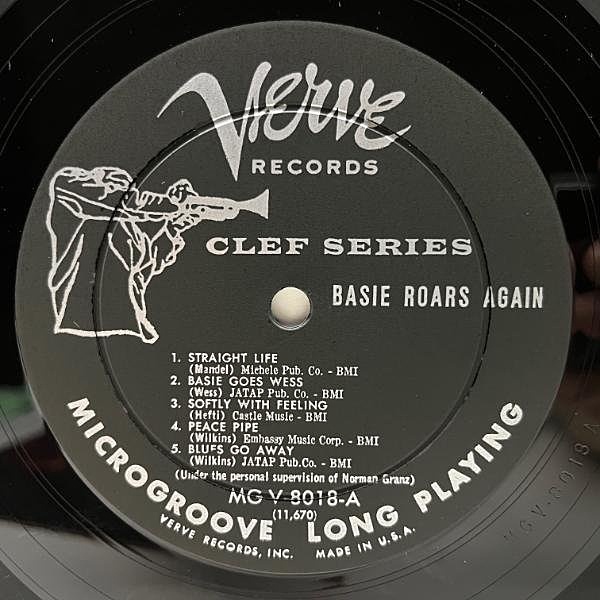 Verve
RECORDS
CLEF SERIES
BASIE ROARS AGAIN
1. STRAIGHT LIFE
(Mandel) Michele Pub. Co. - BMI
2. BASIE GOES WESS
(Wess) JATAP Pub. Co. - BMI
3. SOFTLY WITH FEELING
(Hefti) Castle Music - BMI
4. PEACE PIPE
(Wilkins) Embassy Music Corp. - BMI
5. BLUES GO AWAY
(Wilkins) JATAP Pub.Co. - BMI
(Under the personal supervision of Norman Granz)
MG V-8018-A
(11,670)
MICROGROOVE LONG PLAYING
VERVE RECORDS, INC. MADE IN U.S.A.
MGV-8018 A